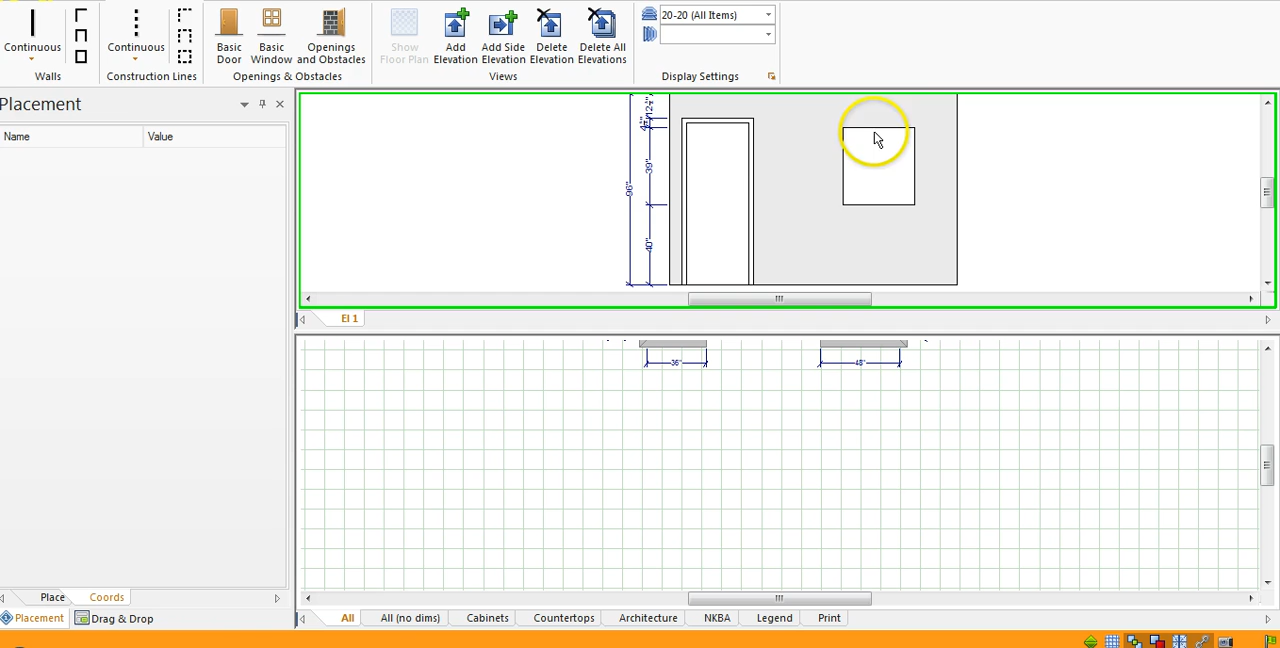 Continuous
Walls
Continuous
Construction Lines
Basic
Door
Basic
Window
Openings
and Obstacles
Openings & Obstacles
Show
Floor Plan
Add
Elevation
Add Side
Elevation
Delete
Elevation
Delete All
Elevations
Views
20-20 (All Items)
Display Settings
Placement
Name
Value
12"
4"
39"
96"
40"
El 1
36"
48"
Place
Coords
Placement
Drag & Drop
All
All (no dims)
Cabinets
Countertops
Architecture
NKBA
Legend
Print